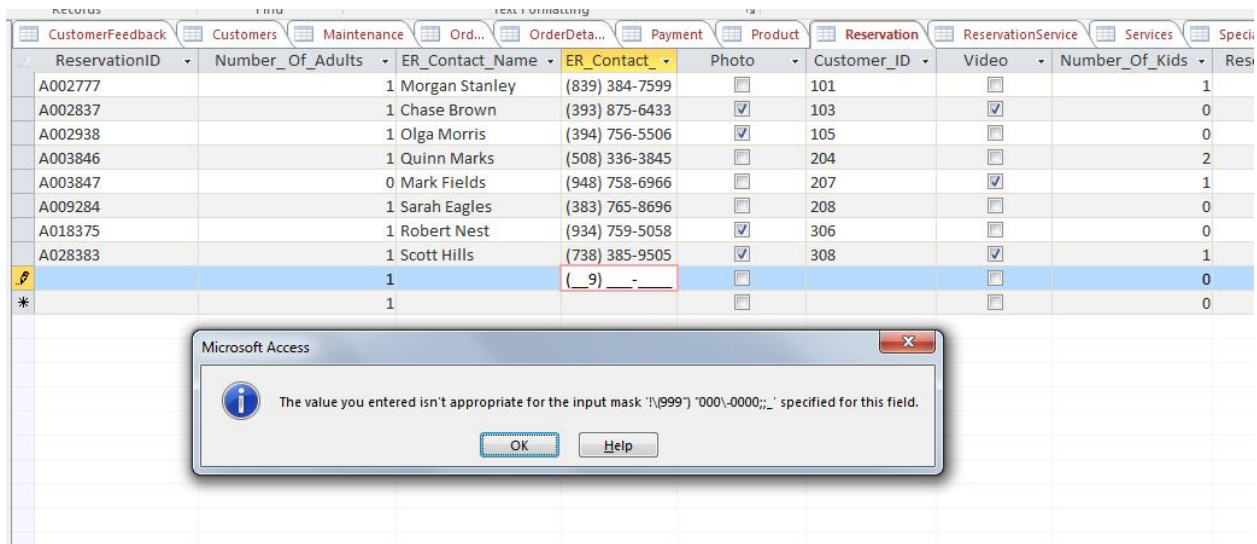 Records Find Text Formatting
CustomerFeedback Customers Maintenance Ord... OrderDeta... Payment Product Reservation ReservationService Services Specia
ReservationID Number_ Of_Adults ER_Contact_Name ER_Contact_ Photo Customer_ID Video Number_Of_Kids Rese
A002777 1 Morgan Stanley (839) 384-7599 101 1
A002837 1 Chase Brown (393) 875-6433 103 0
A002938 1 Olga Morris (394) 756-5506 105 0
A003846 1 Quinn Marks (508) 336-3845 204 2
A003847 0 Mark Fields (948) 758-6966 207 1
A009284 1 Sarah Eagles (383) 765-8696 208 0
A018375 1 Robert Nest (934) 759-5058 306 0
A028383 1 Scott Hills (738) 385-9505 308 1
1 (__9) ___-____ 0
1 0
Microsoft Access
The value you entered isn't appropriate for the input mask '!\(999") "000\-0000;;_' specified for this field.
OK Help